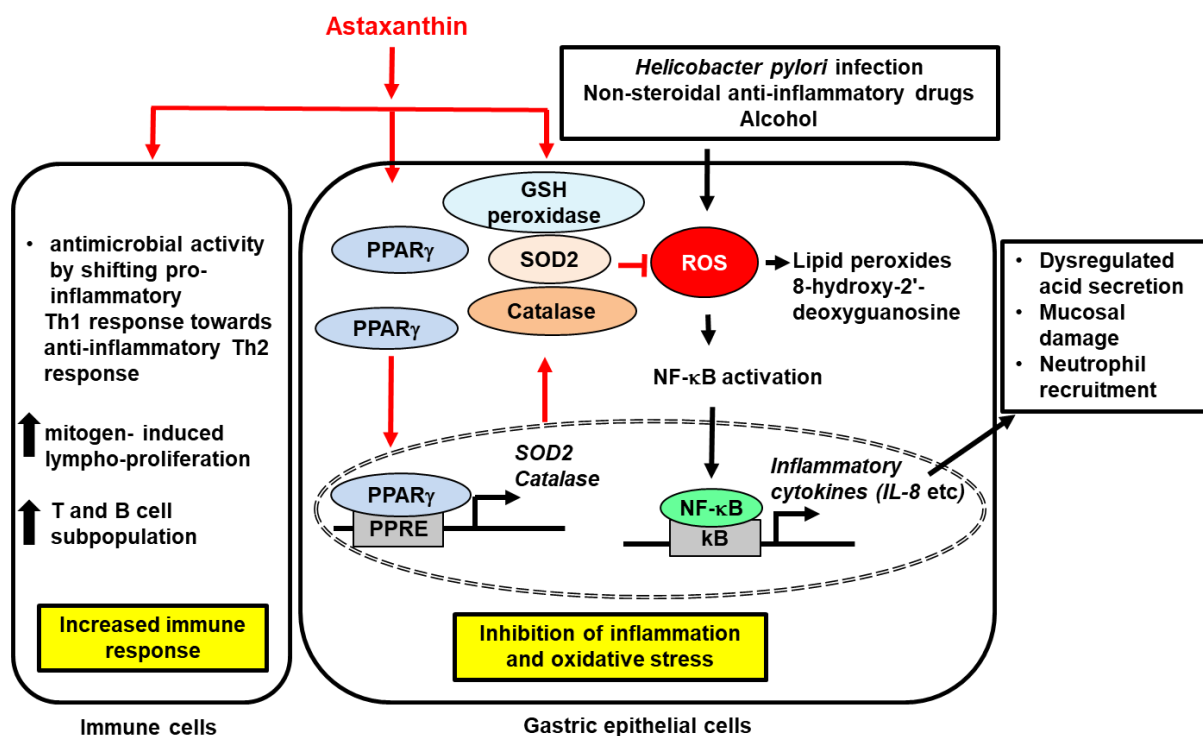 Astaxanthin
Helicobacter pylori infection
Non-steroidal anti-inflammatory drugs
Alcohol
• antimicrobial activity
by shifting pro-
inflammatory
Th1 response towards
anti-inflammatory Th2
response
mitogen- induced
lympho-proliferation
T and B cell
subpopulation
Increased immune
response
Immune cells
GSH
peroxidase
PPARγ
SOD2
Catalase
PPARγ
ROS
Lipid peroxides
8-hydroxy-2'-
deoxyguanosine
NF-κB activation
SOD2
Catalase
PPARγ
PPRE
Inflammatory
cytokines (IL-8 etc)
NF-κB
kB
Inhibition of inflammation
and oxidative stress
Gastric epithelial cells
• Dysregulated
acid secretion
• Mucosal
damage
• Neutrophil
recruitment